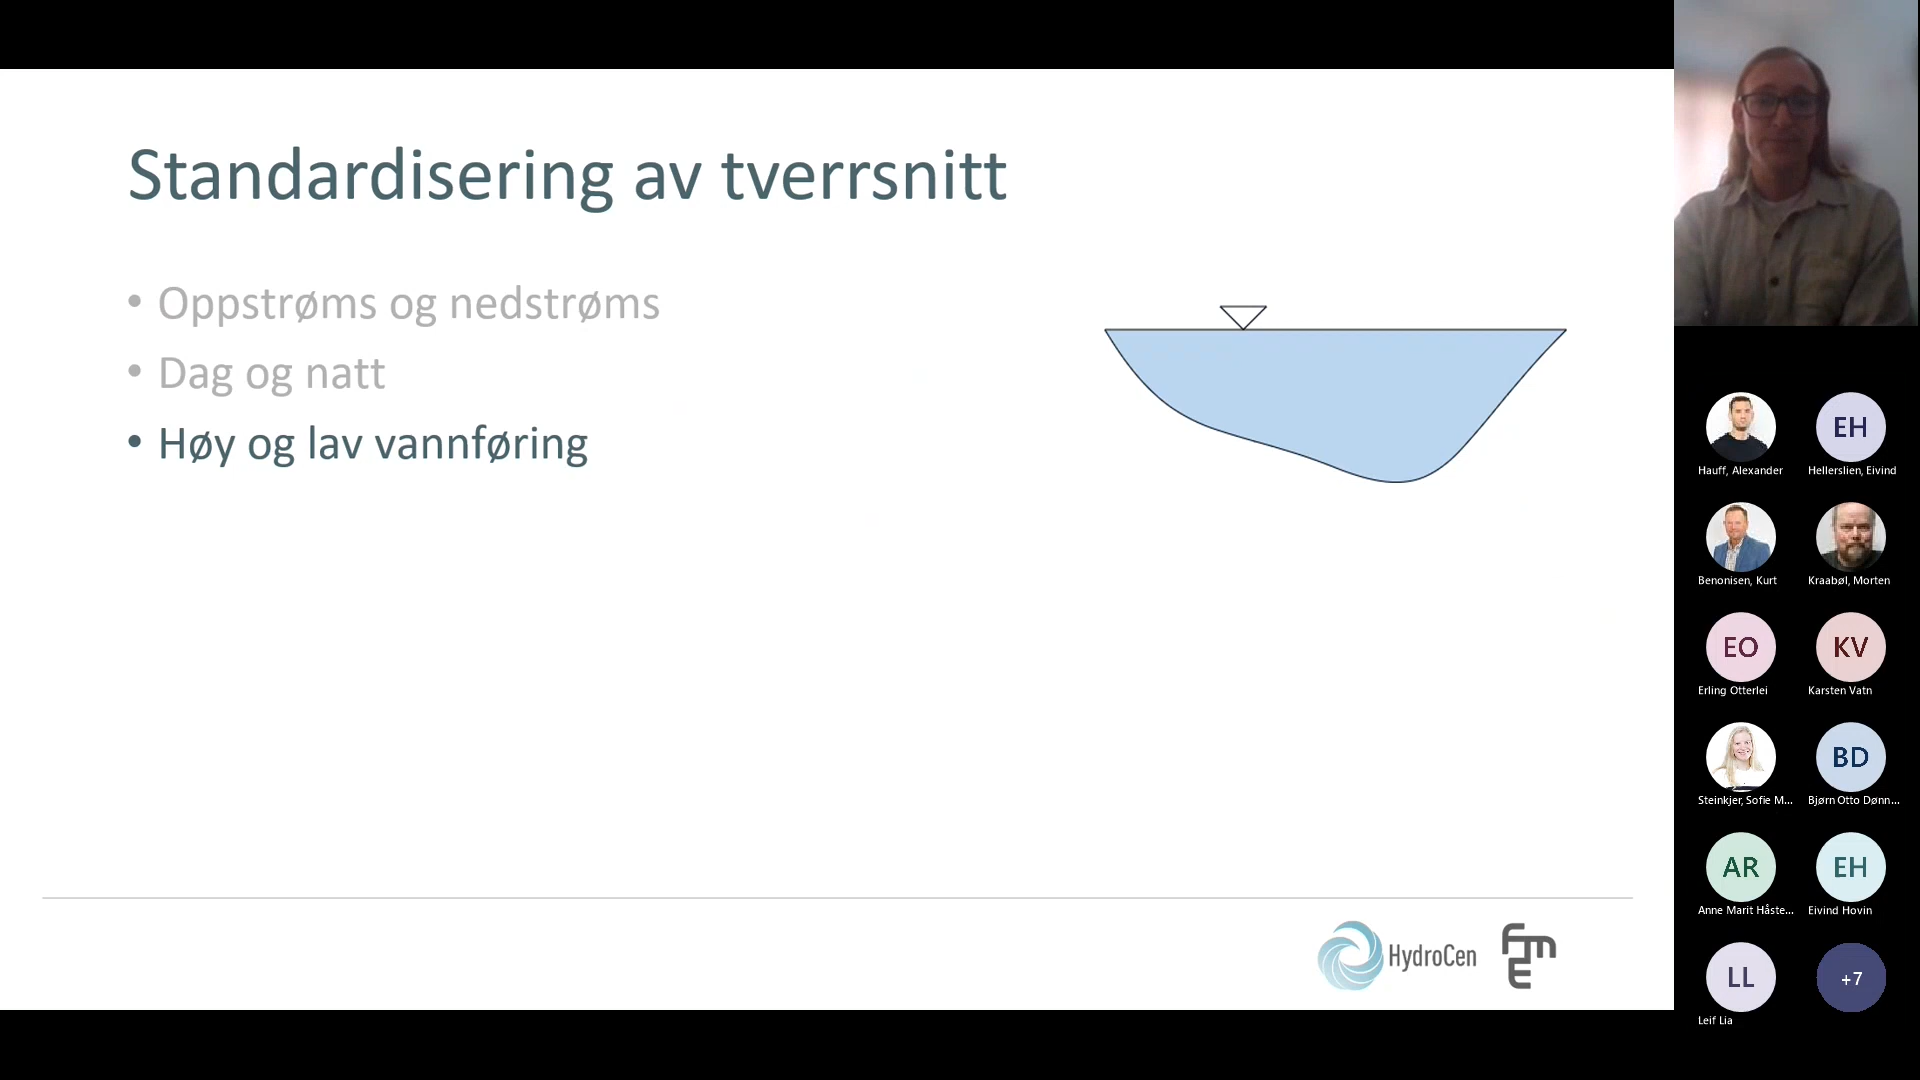 Standardisering av tverrsnitt
• Oppstrøms og nedstrøms
• Dag og natt
• Høy og lav vannføring
HydroCen
fme
Hauff, Alexander
EH
Hellerslien, Eivind
Benonisen, Kurt
Kraabøl, Morten
EO
Erling Otterlei
KV
Karsten Vatn
Steinkjer, Sofie M...
BD
Bjørn Otto Dønn...
AR
Anne Marit Håste...
EH
Eivind Hovin
LL
Leif Lia
+7